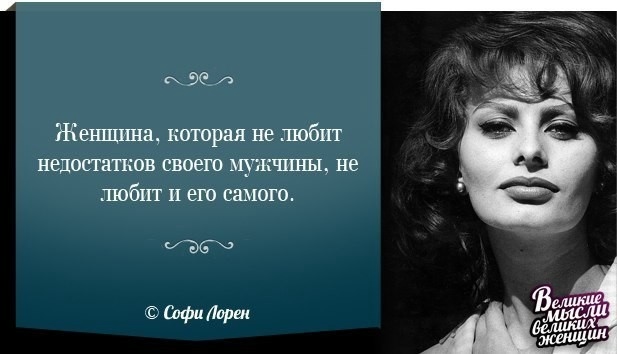 Женщина, которая не любит
недостатков своего мужчины, не
любит и его самого.
© Софи Лорен
Великие
мысли
великих
женщин